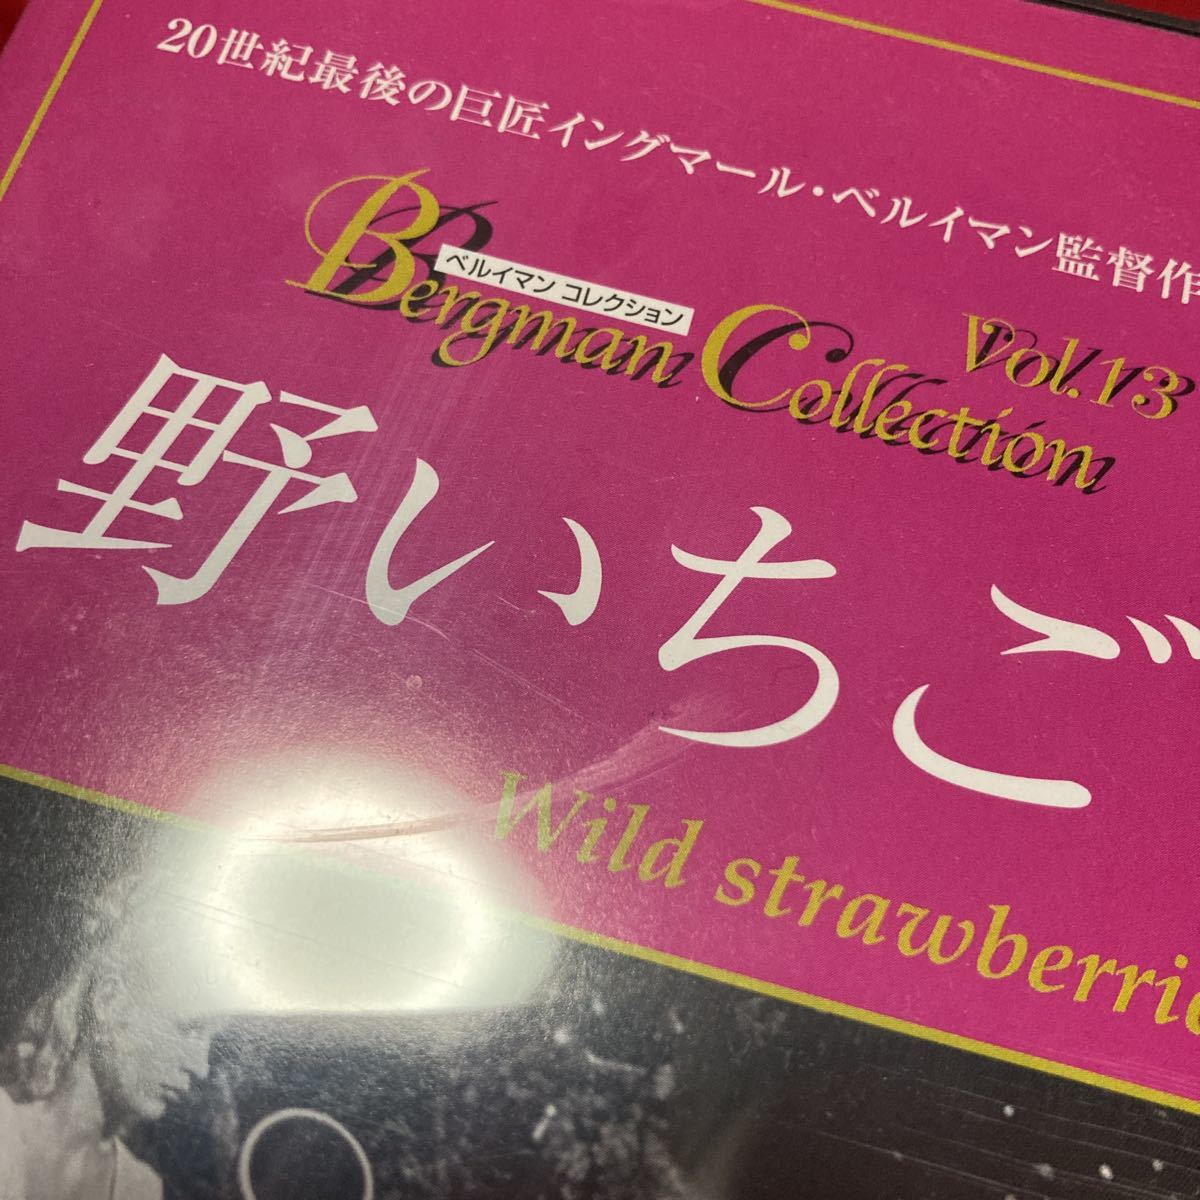 20世紀最後の巨匠イングマール・ベルイマン監督作
ベルイマン コレクション
Bergman Collection
Vol.13
野いちご
Wild strawberrie